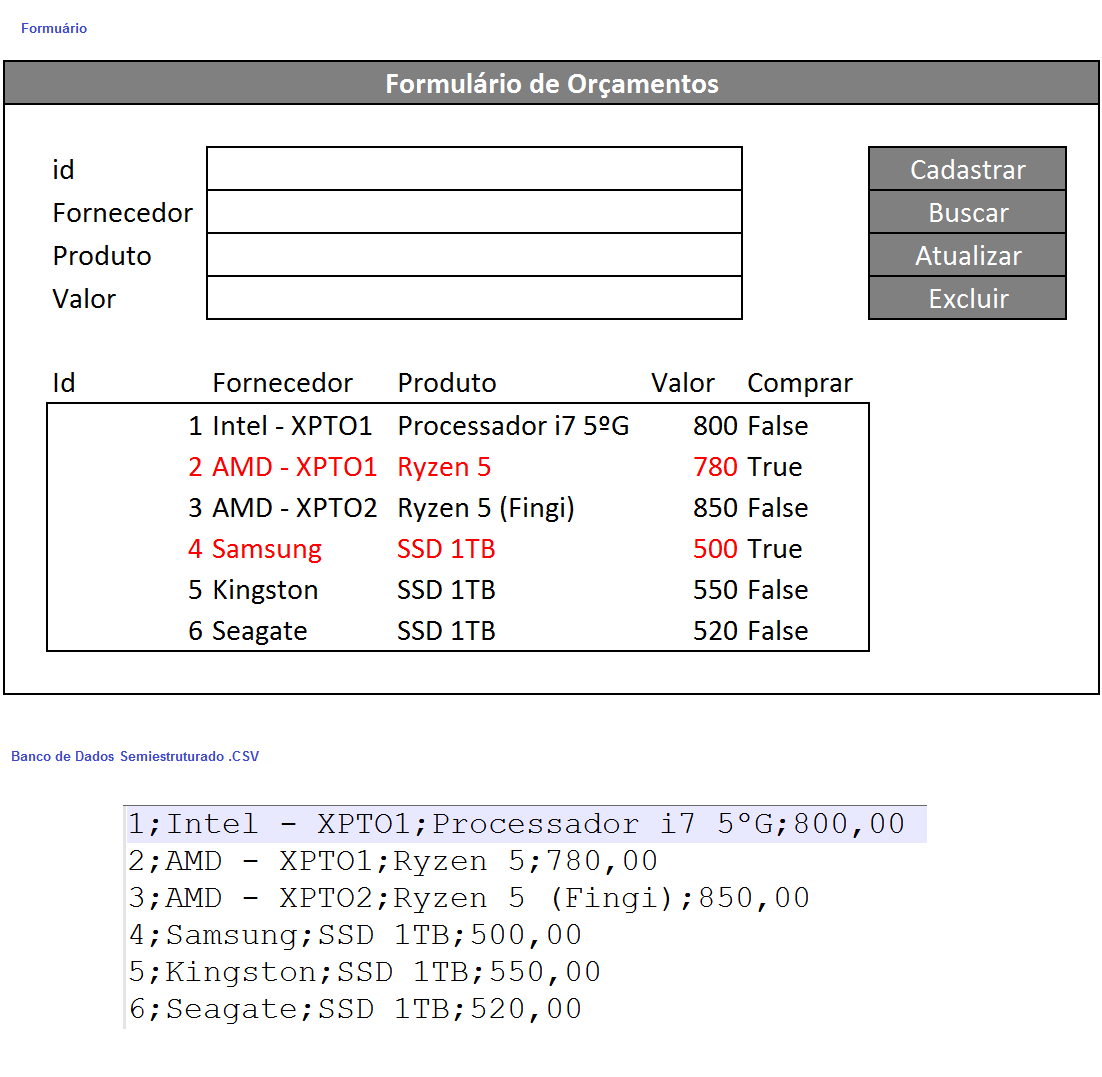 Formuário
Formulário de Orçamentos
id Cadastrar
Fornecedor Buscar
Produto Atualizar
Valor Excluir
Id Fornecedor Produto Valor Comprar
1 Intel - XPTO1 Processador i7 5ºG 800 False
2 AMD - XPTO1 Ryzen 5 780 True
3 AMD - XPTO2 Ryzen 5 (Fingi) 850 False
4 Samsung SSD 1TB 500 True
5 Kingston SSD 1TB 550 False
6 Seagate SSD 1TB 520 False
Banco de Dados Semiestruturado .CSV
1;Intel - XPTO1;Processador i7 5ºG;800,00
2;AMD - XPTO1;Ryzen 5;780,00
3;AMD - XPTO2;Ryzen 5 (Fingi);850,00
4;Samsung;SSD 1TB;500,00
5;Kingston;SSD 1TB;550,00
6;Seagate;SSD 1TB;520,00